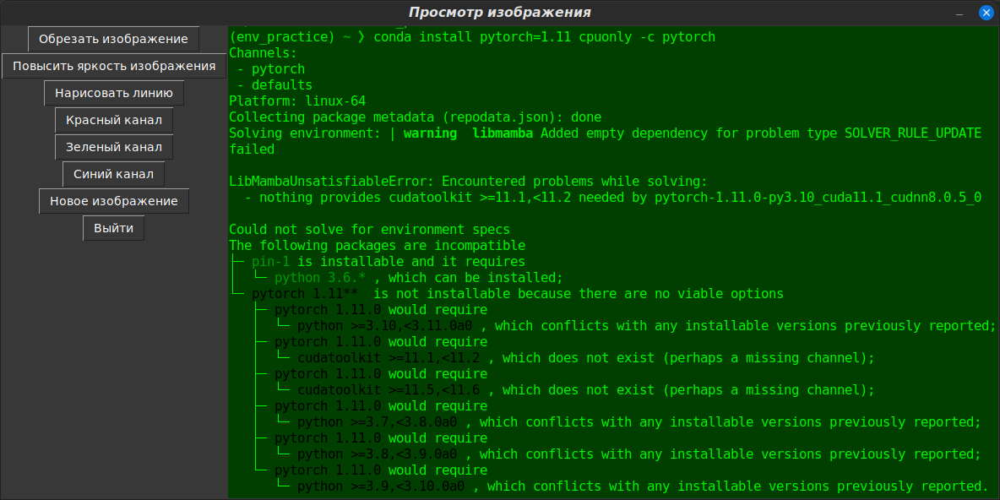 Просмотр изображения
Обрезать изображение
Повысить яркость изображения
Нарисовать линию
Красный канал
Зеленый канал
Синий канал
Новое изображение
Выйти
(env_practice) ~ ❯ conda install pytorch=1.11 cpuonly -c pytorch
Channels:
 - pytorch
 - defaults
Platform: linux-64
Collecting package metadata (repodata.json): done
Solving environment: | warning  libmamba Added empty dependency for problem type SOLVER_RULE_UPDATE
failed
LibMambaUnsatisfiableError: Encountered problems while solving:
  - nothing provides cudatoolkit >=11.1,<11.2 needed by pytorch-1.11.0-py3.10_cuda11.1_cudnn8.0.5_0
Could not solve for environment specs
The following packages are incompatible
├─ pin-1 is installable and it requires
│  └─ python 3.6.* , which can be installed;
└─ pytorch 1.11**  is not installable because there are no viable options
   ├─ pytorch 1.11.0 would require
   │  └─ python >=3.10,<3.11.0a0 , which conflicts with any installable versions previously reported;
   ├─ pytorch 1.11.0 would require
   │  └─ cudatoolkit >=11.1,<11.2 , which does not exist (perhaps a missing channel);
   ├─ pytorch 1.11.0 would require
   │  └─ cudatoolkit >=11.5,<11.6 , which does not exist (perhaps a missing channel);
   ├─ pytorch 1.11.0 would require
   │  └─ python >=3.7,<3.8.0a0 , which conflicts with any installable versions previously reported;
   ├─ pytorch 1.11.0 would require
   │  └─ python >=3.8,<3.9.0a0 , which conflicts with any installable versions previously reported;
   └─ pytorch 1.11.0 would require
      └─ python >=3.9,<3.10.0a0 , which conflicts with any installable versions previously reported.